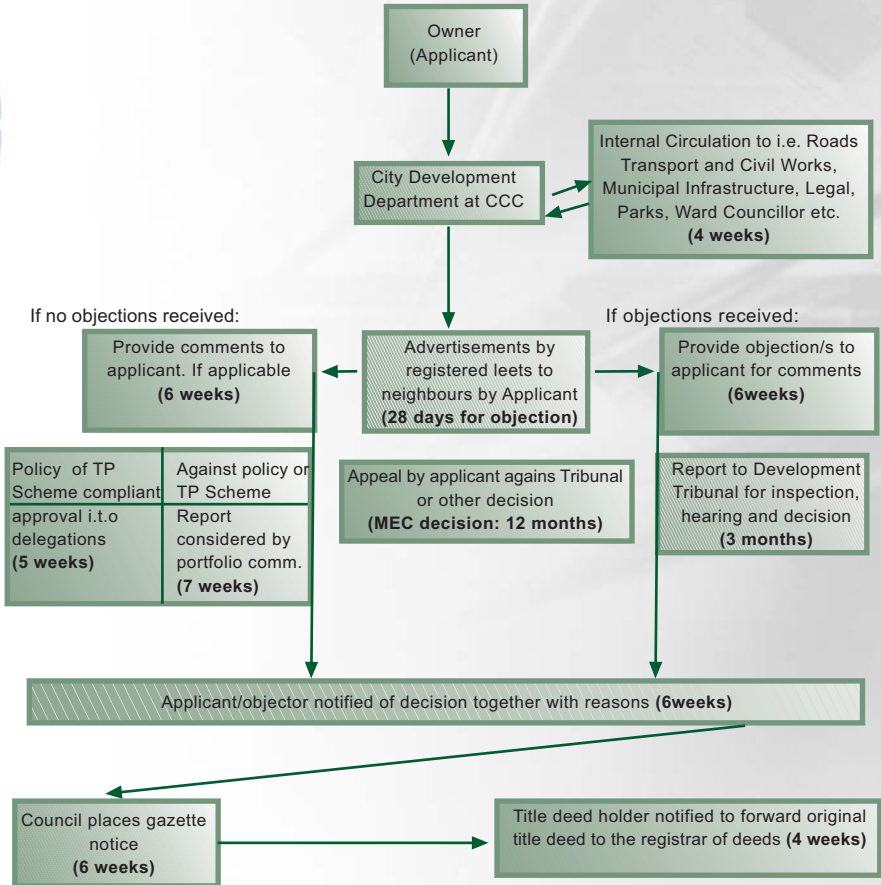 Owner
(Applicant)
City Development
Department at CCC
Internal Circulation to i.e. Roads
Transport and Civil Works,
Municipal Infrastructure, Legal,
Parks, Ward Councillor etc.
(4 weeks)
If no objections received:
If objections received:
Provide comments to
applicant. If applicable
(6 weeks)
Advertisements by
registered leets to
neighbours by Applicant
(28 days for objection)
Provide objection/s to
applicant for comments
(6weeks)
Policy of TP
Scheme compliant
approval i.t.o
delegations
(5 weeks)
Against policy or
TP Scheme
Report
considered by
portfolio comm.
(7 weeks)
Appeal by applicant agains Tribunal
or other decision
(MEC decision: 12 months)
Report to Development
Tribunal for inspection,
hearing and decision
(3 months)
Applicant/objector notified of decision together with reasons (6weeks)
Council places gazette
notice
(6 weeks)
Title deed holder notified to forward original
title deed to the registrar of deeds (4 weeks)